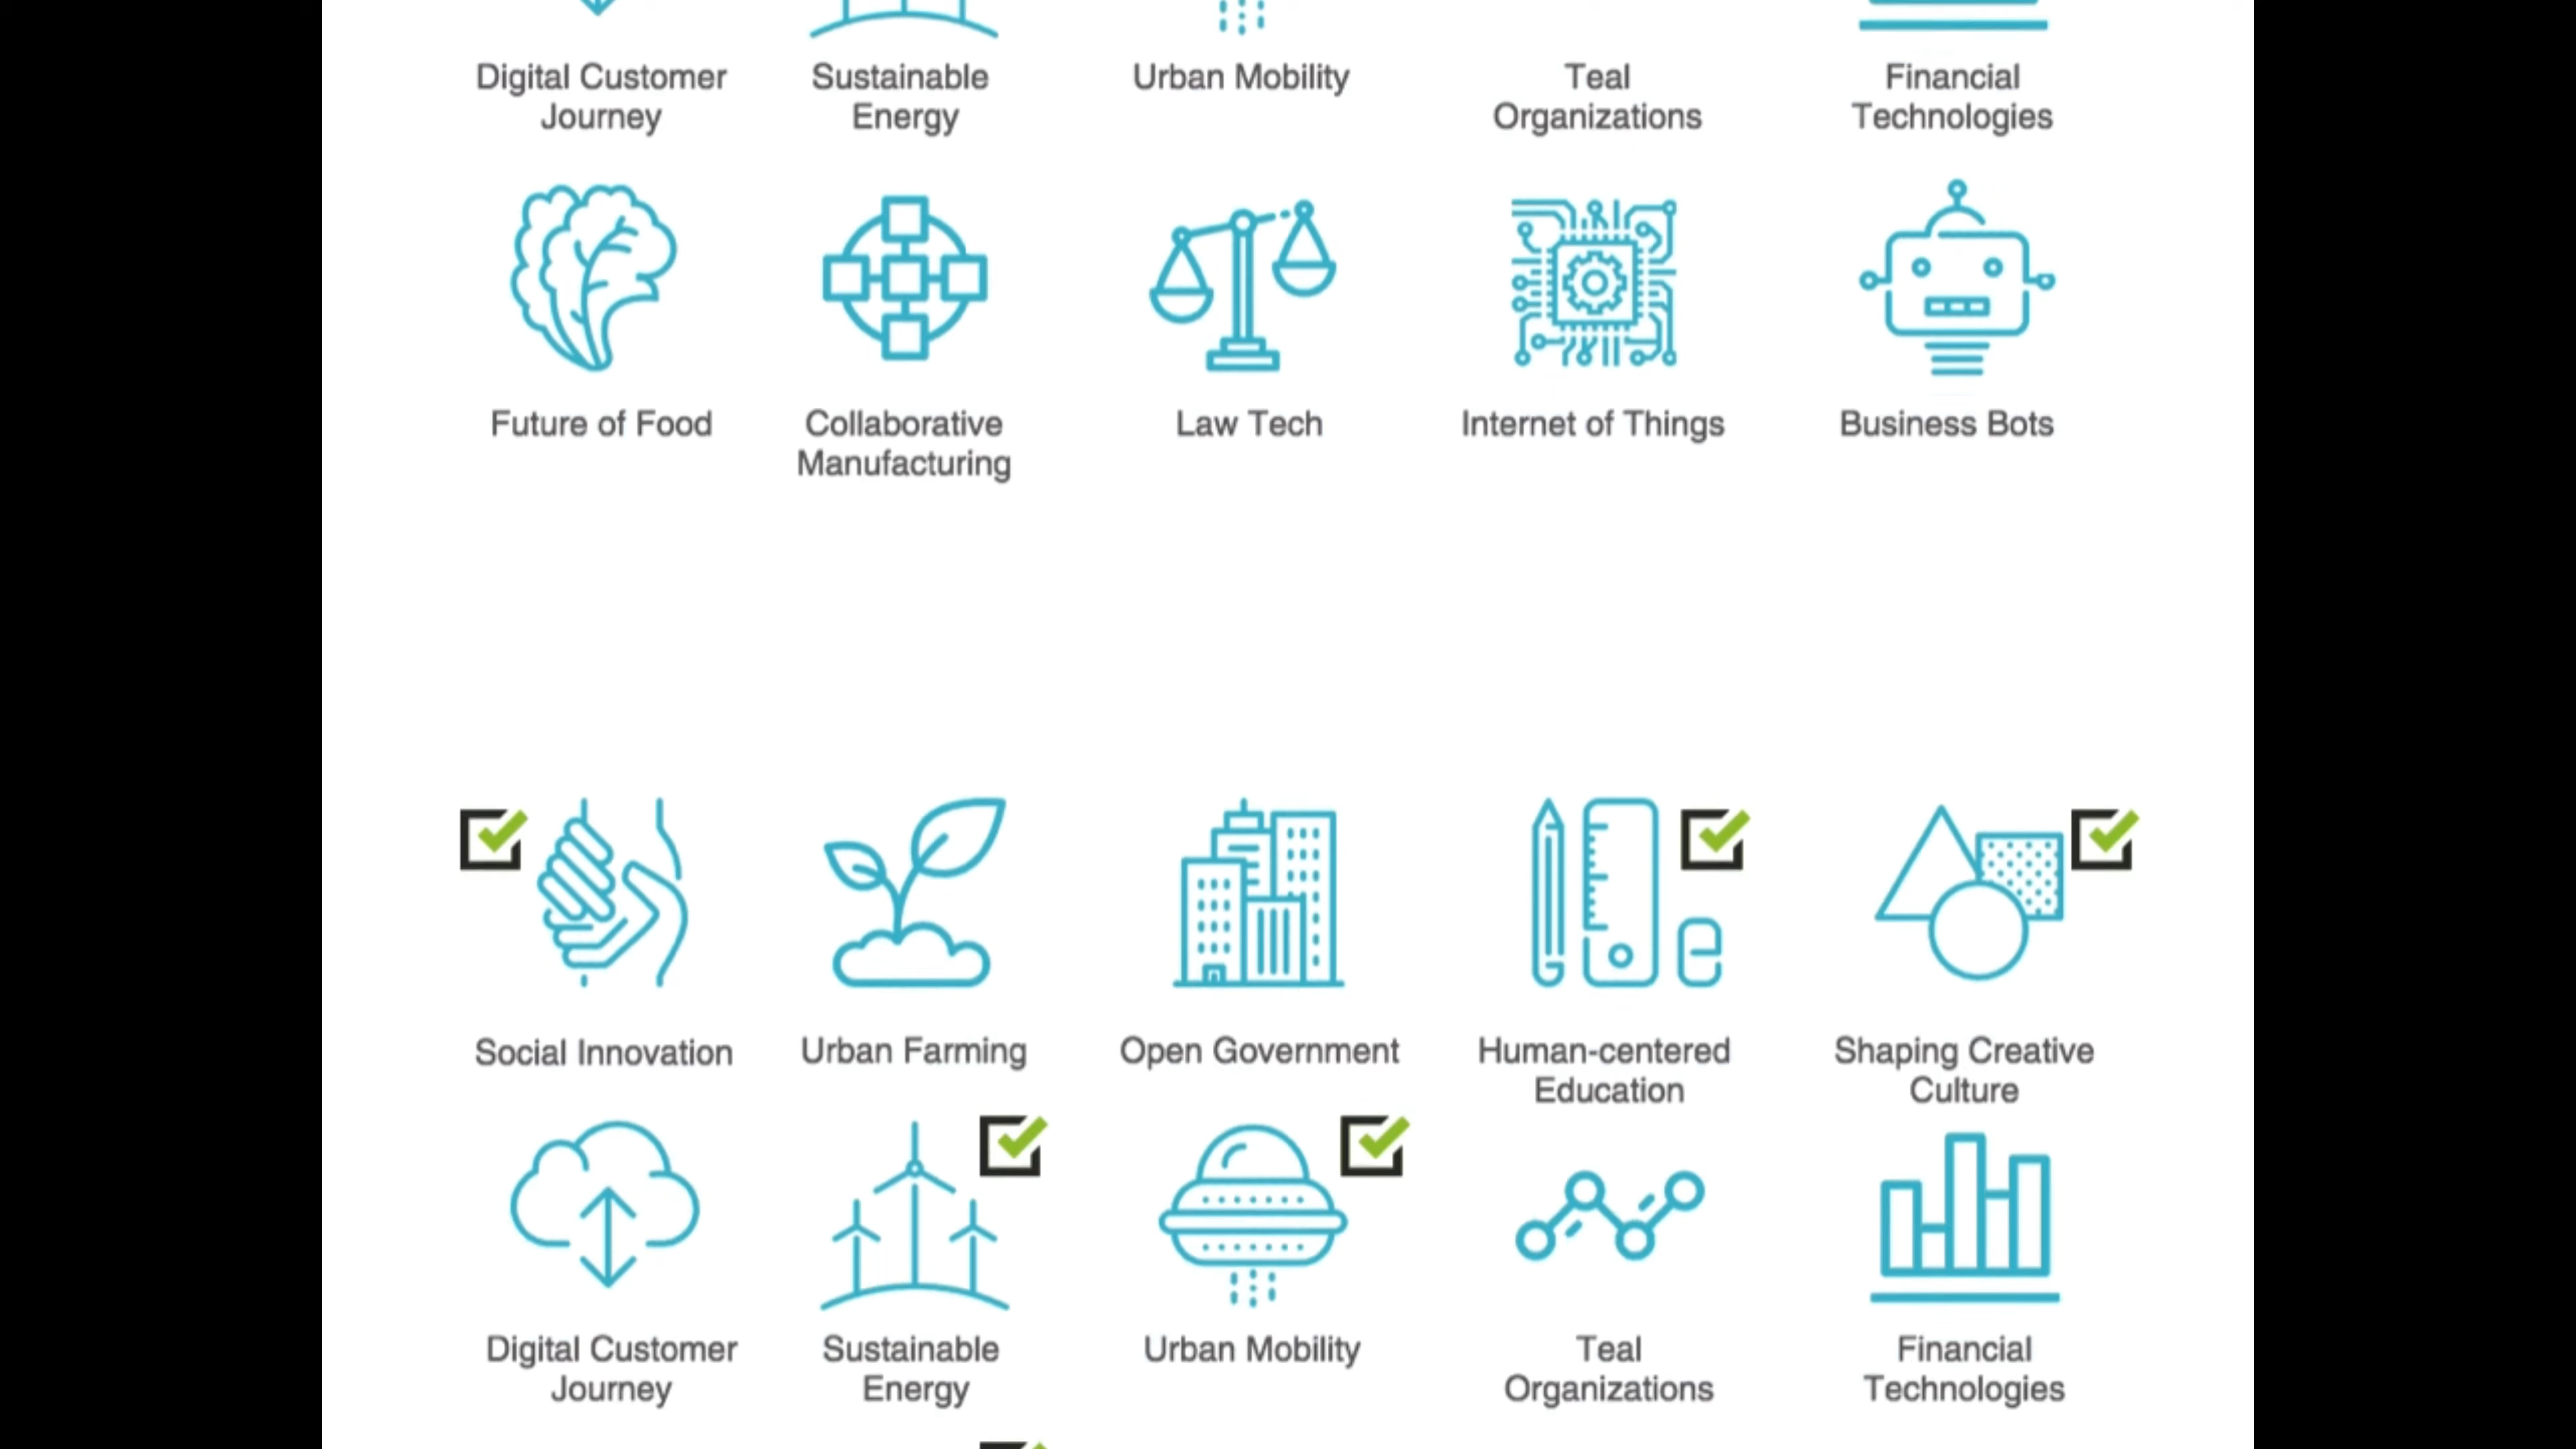 Digital Customer
Journey
Sustainable
Energy
Urban Mobility
Teal
Organizations
Financial
Technologies
Future of Food
Collaborative
Manufacturing
Law Tech
Internet of Things
Business Bots
Social Innovation
Urban Farming
Open Government
Human-centered
Education
Shaping Creative
Culture
Digital Customer
Journey
Sustainable
Energy
Urban Mobility
Teal
Organizations
Financial
Technologies